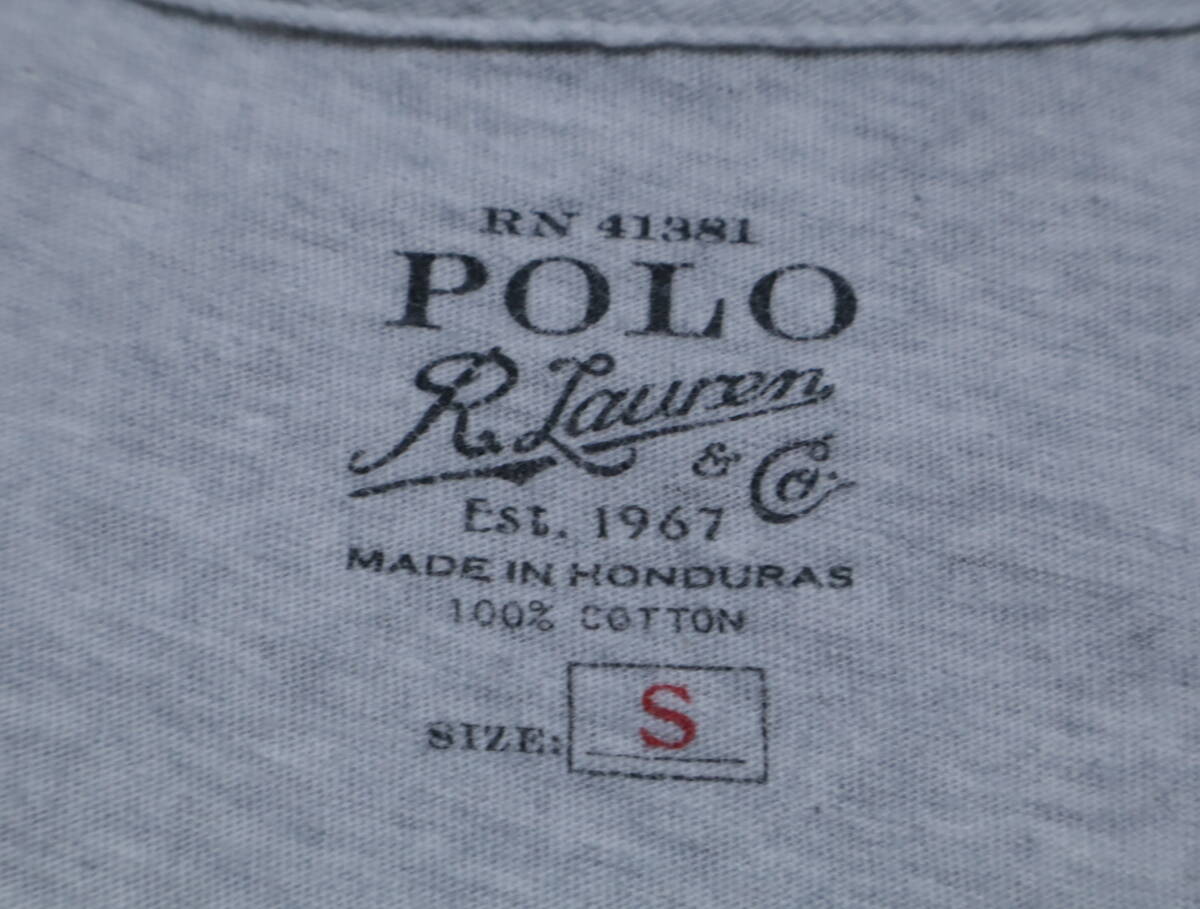 RN 41381
POLO
R. Lauren
& Co.
Est. 1967
MADE IN HONDURAS
100% COTTON
SIZE: S